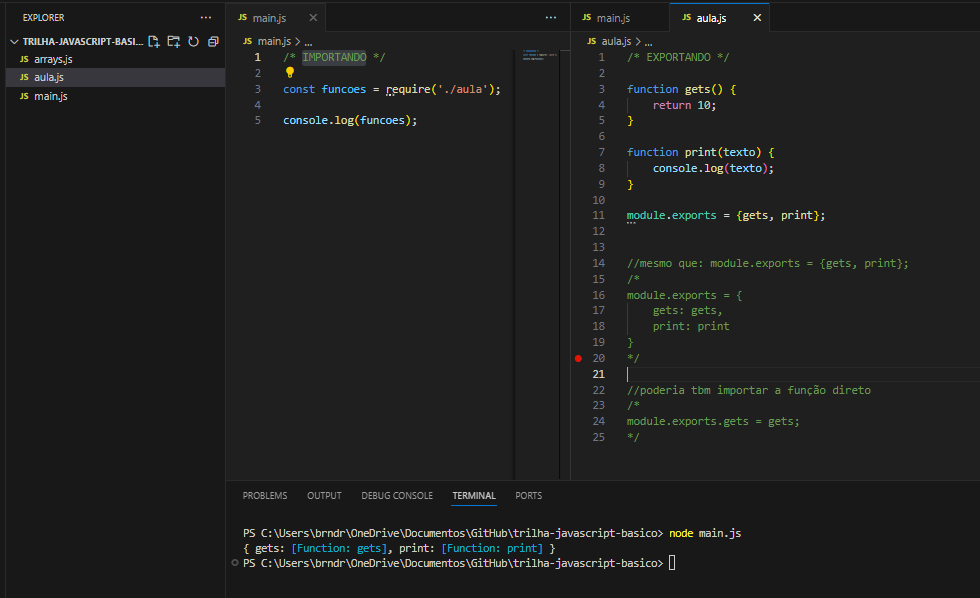 EXPLORER
TRILHA-JAVASCRIPT-BASI...
JS arrays.js
JS aula.js
JS main.js
JS main.js
JS main.js > ...
1 /* IMPORTANDO */
2
3 const funcoes = require('./aula');
4
5 console.log(funcoes);
JS main.js
JS aula.js
JS aula.js > ...
1 /* EXPORTANDO */
2
3 function gets() {
4 return 10;
5 }
6
7 function print(texto) {
8 console.log(texto);
9 }
10
11 module.exports = {gets, print};
12
13
14 //mesmo que: module.exports = {gets, print};
15 /*
16 module.exports = {
17 gets: gets,
18 print: print
19 }
20 */
21
22 //poderia tbm importar a função direto
23 /*
24 module.exports.gets = gets;
25 */
PROBLEMS OUTPUT DEBUG CONSOLE TERMINAL PORTS
PS C:\Users\brndr\OneDrive\Documentos\GitHub\trilha-javascript-basico> node main.js
{ gets: [Function: gets], print: [Function: print] }
PS C:\Users\brndr\OneDrive\Documentos\GitHub\trilha-javascript-basico>